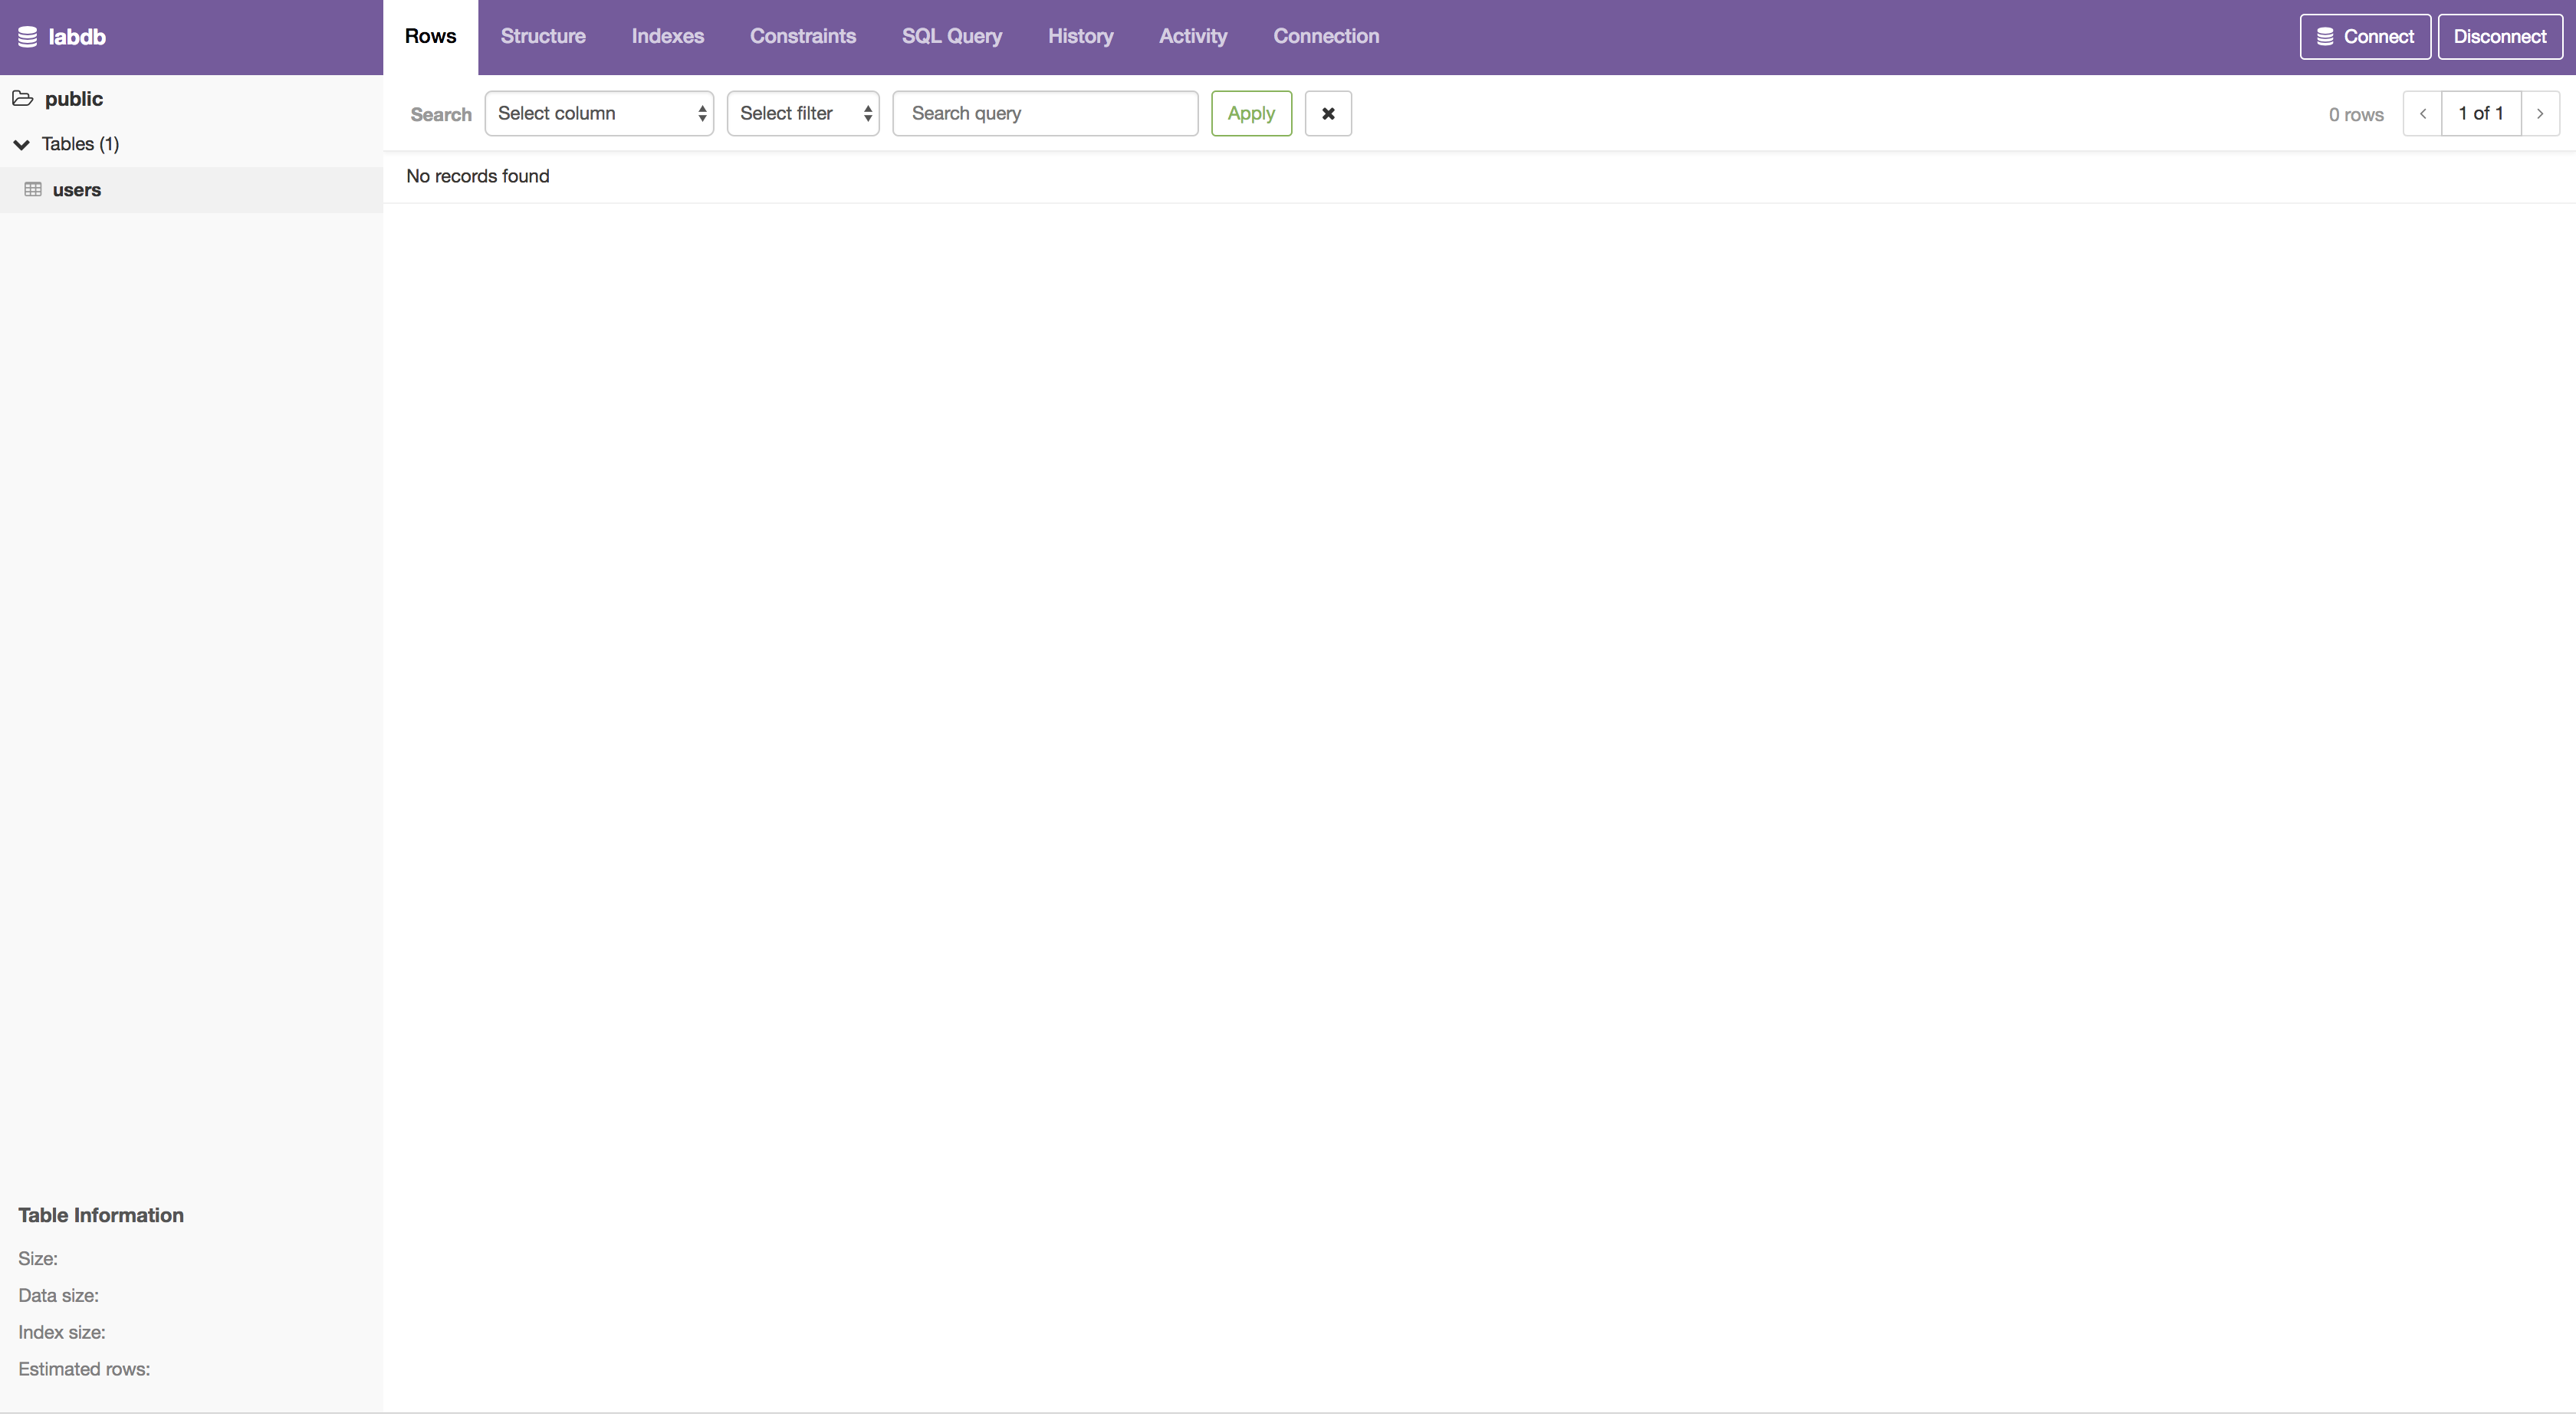 labdb
Rows Structure Indexes Constraints SQL Query History Activity Connection Connect Disconnect
public
Search Select column Select filter Search query Apply 0 rows 1 of 1
Tables (1)
No records found
users
Table Information
Size:
Data size:
Index size:
Estimated rows: